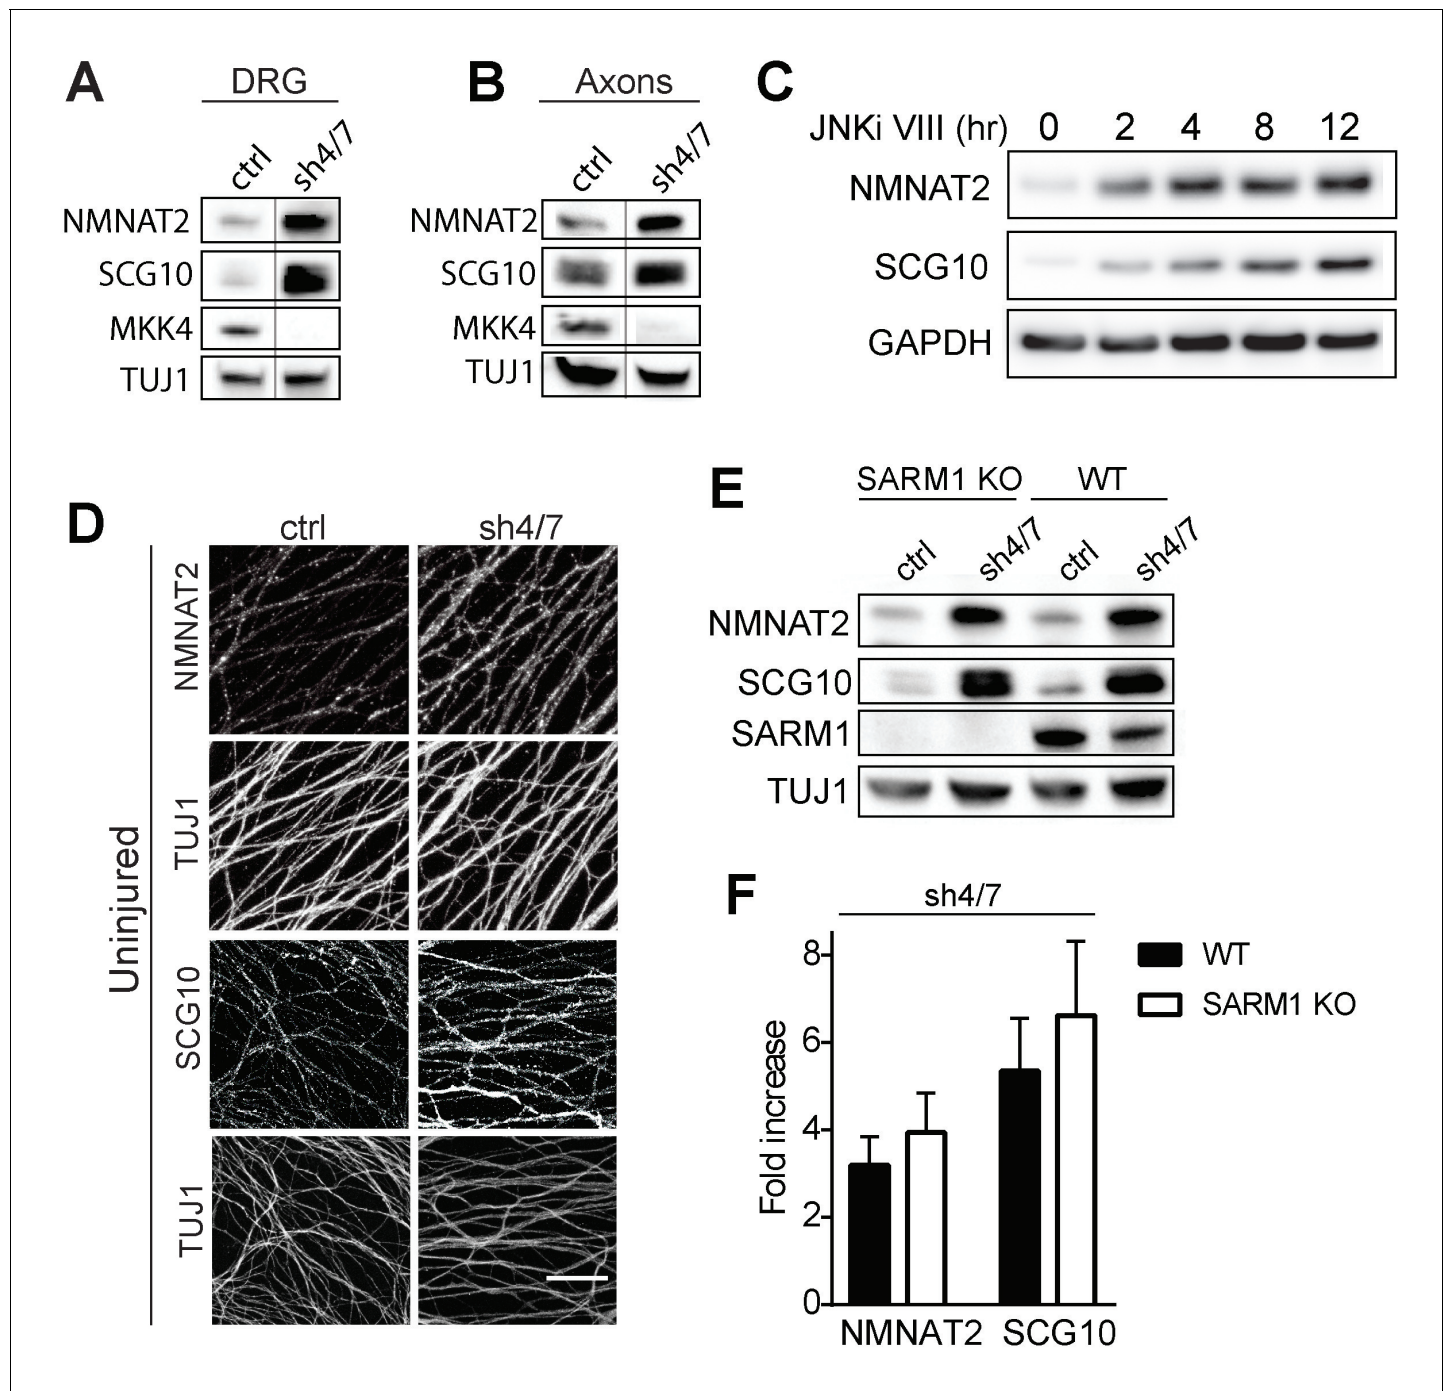 A
DRG
ctrl
sh4/7
NMNAT2
SCG10
MKK4
TUJ1
B
Axons
ctrl
sh4/7
NMNAT2
SCG10
MKK4
TUJ1
C
JNKi VIII (hr) 0 2 4 8 12
NMNAT2
SCG10
GAPDH
D
ctrl
sh4/7
Uninjured
NMNAT2
TUJ1
SCG10
TUJ1
E
SARM1 KO
WT
ctrl
sh4/7
ctrl
sh4/7
NMNAT2
SCG10
SARM1
TUJ1
F
sh4/7
Fold increase
8
6
4
2
0
NMNAT2
SCG10
WT
SARM1 KO